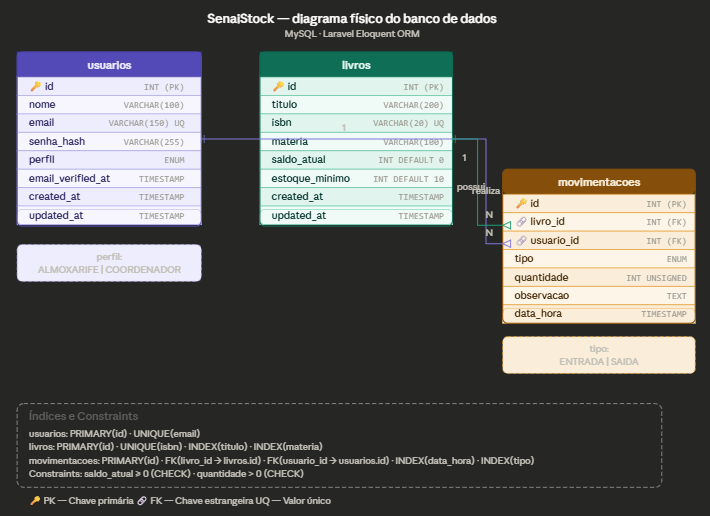 SenaiStock — diagrama físico do banco de dados
MySQL · Laravel Eloquent ORM
usuarios
id INT (PK)
nome VARCHAR(100)
email VARCHAR(150) UQ
senha_hash VARCHAR(255)
perfil ENUM
email_verified_at TIMESTAMP
created_at TIMESTAMP
updated_at TIMESTAMP
perfil:
ALMOXARIFE | COORDENADOR
livros
id INT (PK)
titulo VARCHAR(200)
isbn VARCHAR(20) UQ
1
materia VARCHAR(100)
saldo_atual INT DEFAULT 0
estoque_minimo INT DEFAULT 10
created_at TIMESTAMP
updated_at TIMESTAMP
1
possui
realiza
N
N
movimentacoes
id INT (PK)
livro_id INT (FK)
usuario_id INT (FK)
tipo ENUM
quantidade INT UNSIGNED
observacao TEXT
data_hora TIMESTAMP
tipo:
ENTRADA | SAIDA
Índices e Constraints
usuarios: PRIMARY(id) · UNIQUE(email)
livros: PRIMARY(id) · UNIQUE(isbn) · INDEX(titulo) · INDEX(materia)
movimentacoes: PRIMARY(id) · FK(livro_id → livros.id) · FK(usuario_id → usuarios.id) · INDEX(data_hora) · INDEX(tipo)
Constraints: saldo_atual ≥ 0 (CHECK) · quantidade > 0 (CHECK)
🔑 PK — Chave primária 🔗 FK — Chave estrangeira UQ — Valor único